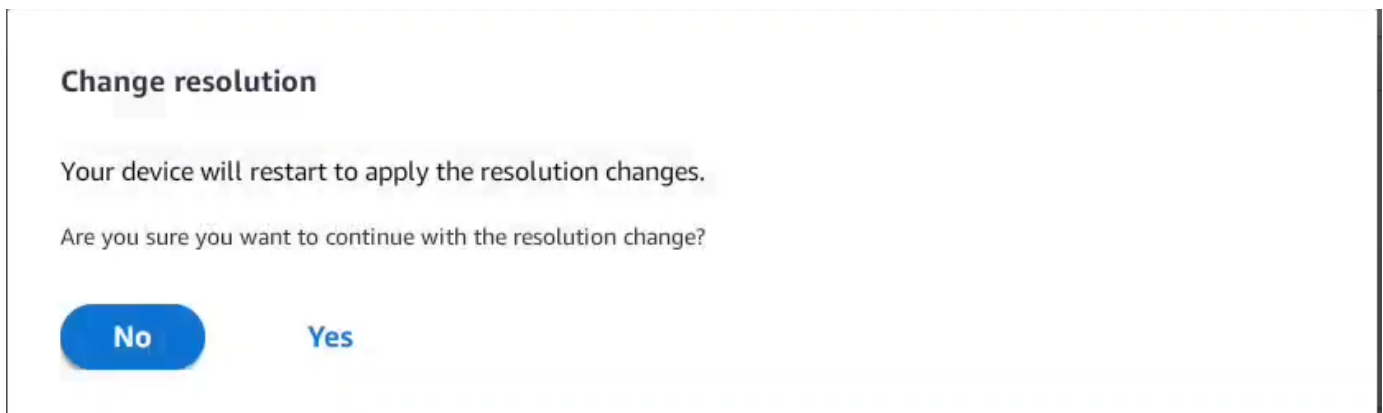 Change resolution
Your device will restart to apply the resolution changes.
Are you sure you want to continue with the resolution change?
No
Yes